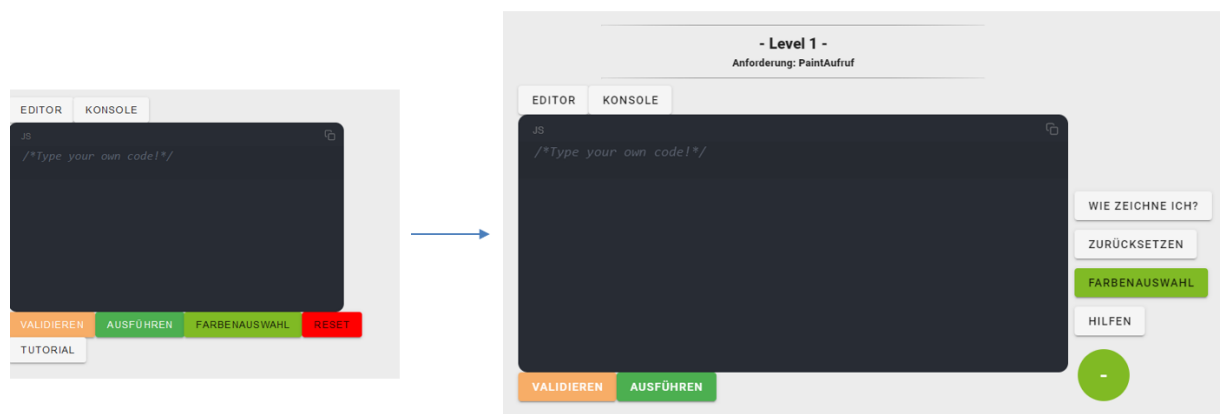 EDITOR KONSOLE
JS
/*Type your own code!*/
VALIDIEREN AUSFÜHREN FARBENAUSWAHL RESET
TUTORIAL
- Level 1 -
Anforderung: PaintAufruf
EDITOR KONSOLE
JS
/*Type your own code!*/
WIE ZEICHNE ICH?
ZURÜCKSETZEN
FARBENAUSWAHL
HILFEN
-
VALIDIEREN AUSFÜHREN